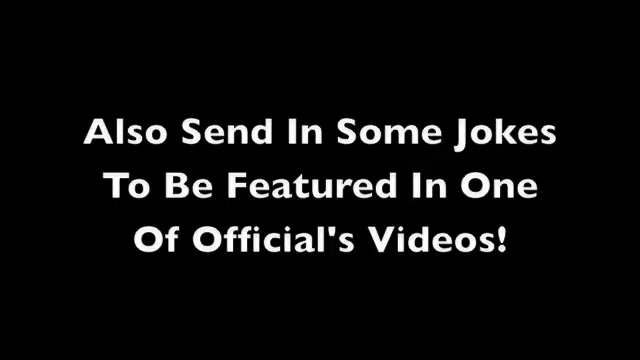 Also Send In Some Jokes
To Be Featured In One
Of Official's Videos!